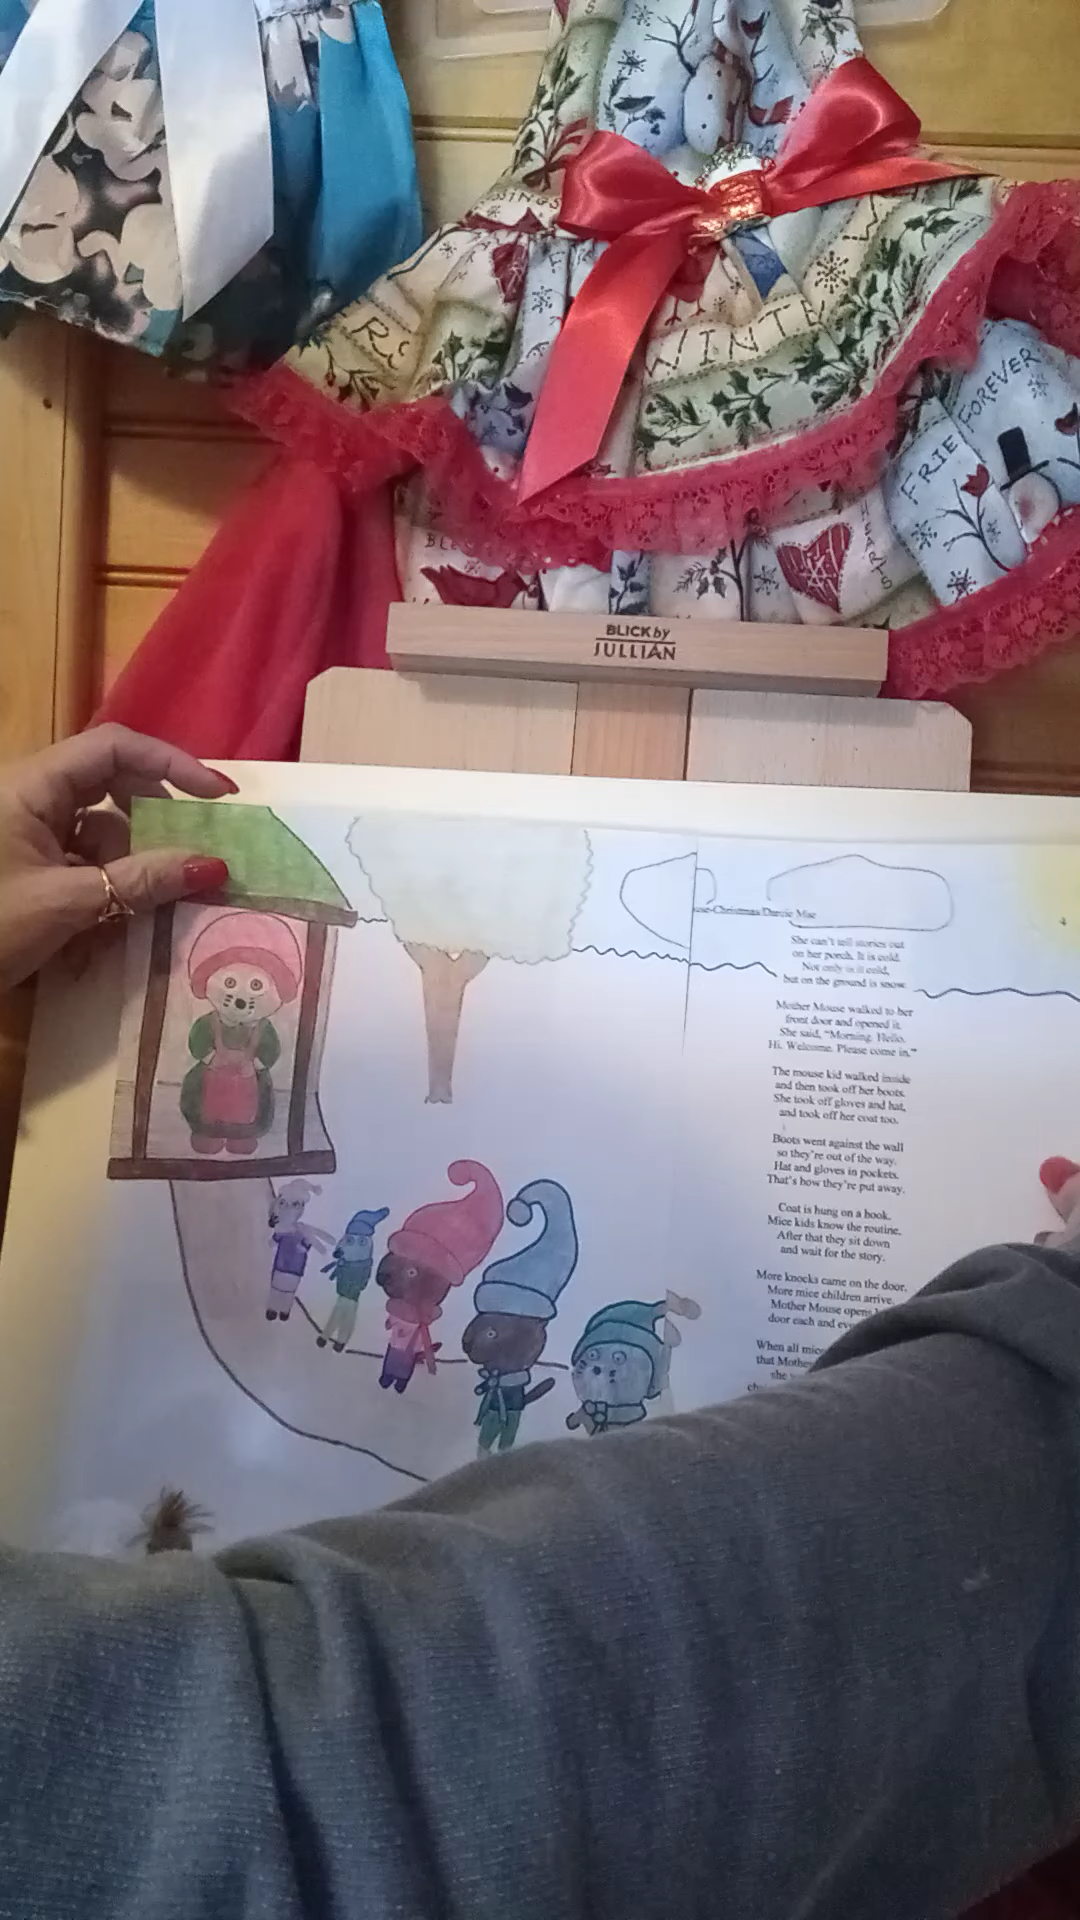 WINTE
FRIE
FOREVER
BLICK by
JULLIAN
Christmas Darcie Mae
4
She can't tell stories out
on her porch. It is cold.
Not only is it cold,
but on the ground is snow.
Mother Mouse walked to her
front door and opened it.
She said, "Morning. Hello.
Hi. Welcome. Please come in."
The mouse kid walked inside
and then took off her boots.
She took off gloves and hat,
and took off her coat too.
Boots went against the wall
so they're out of the way.
Hat and gloves in pockets.
That's how they're put away.
Coat is hung on a hook.
Mice kids know the routine.
After that they sit down
and wait for the story.
More knocks came on the door.
More mice children arrive.
Mother Mouse opens
door each and
When all mice
that Mother
she